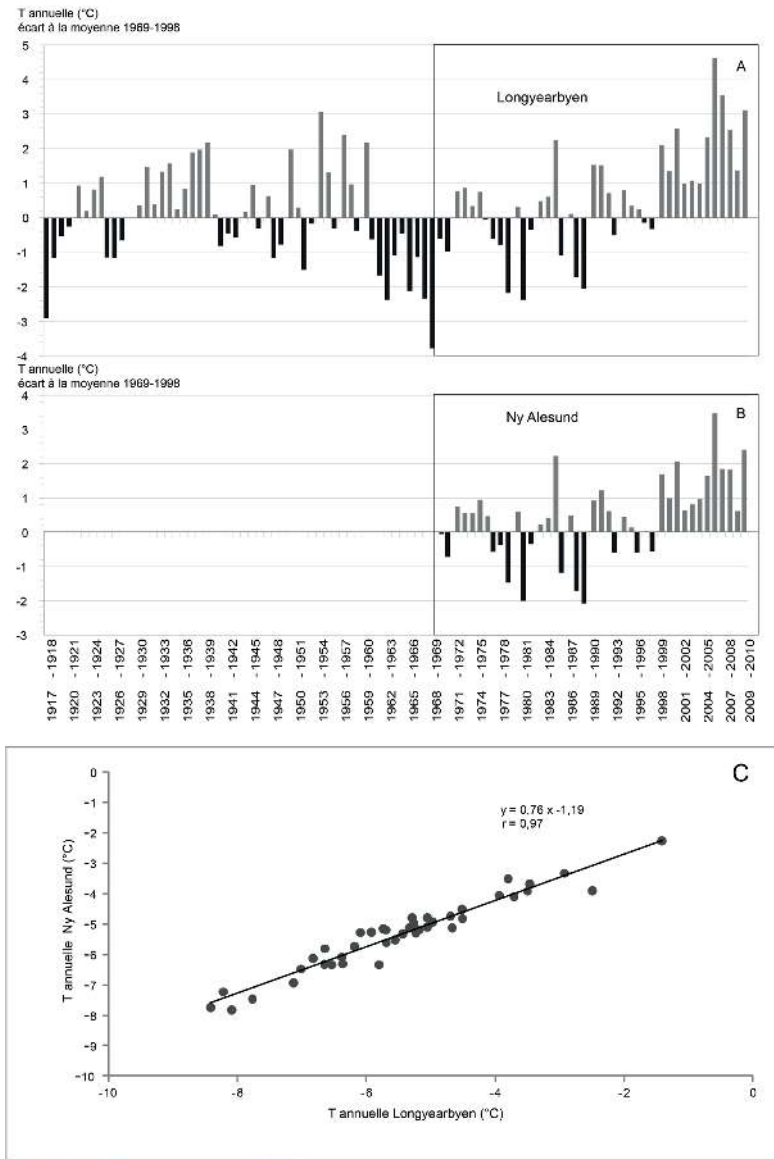 T annuelle (°C)
écart à la moyenne 1969-1998
5
4
3
2
1
0
-1
-2
-3
-4
A
Longyearbyen
T annuelle (°C)
écart à la moyenne 1969-1998
4
3
2
1
0
-1
-2
-3
B
Ny Alesund
1917 - 1918
1920 - 1921
1923 - 1924
1926 - 1927
1929 - 1930
1932 - 1933
1935 - 1936
1938 - 1939
1941 - 1942
1944 - 1945
1947 - 1948
1950 - 1951
1953 - 1954
1956 - 1957
1959 - 1960
1962 - 1963
1965 - 1966
1968 - 1969
1971 - 1972
1974 - 1975
1977 - 1978
1980 - 1981
1983 - 1984
1986 - 1987
1989 - 1990
1992 - 1993
1995 - 1996
1998 - 1999
2001 - 2002
2004 - 2005
2007 - 2008
2009 - 2010
C
y = 0.76 x -1,19
r = 0,97
T annuelle Ny Alesund (°C)
0
-1
-2
-3
-4
-5
-6
-7
-8
-9
-10
-10 -8 -6 -4 -2 0
T annuelle Longyearbyen (°C)